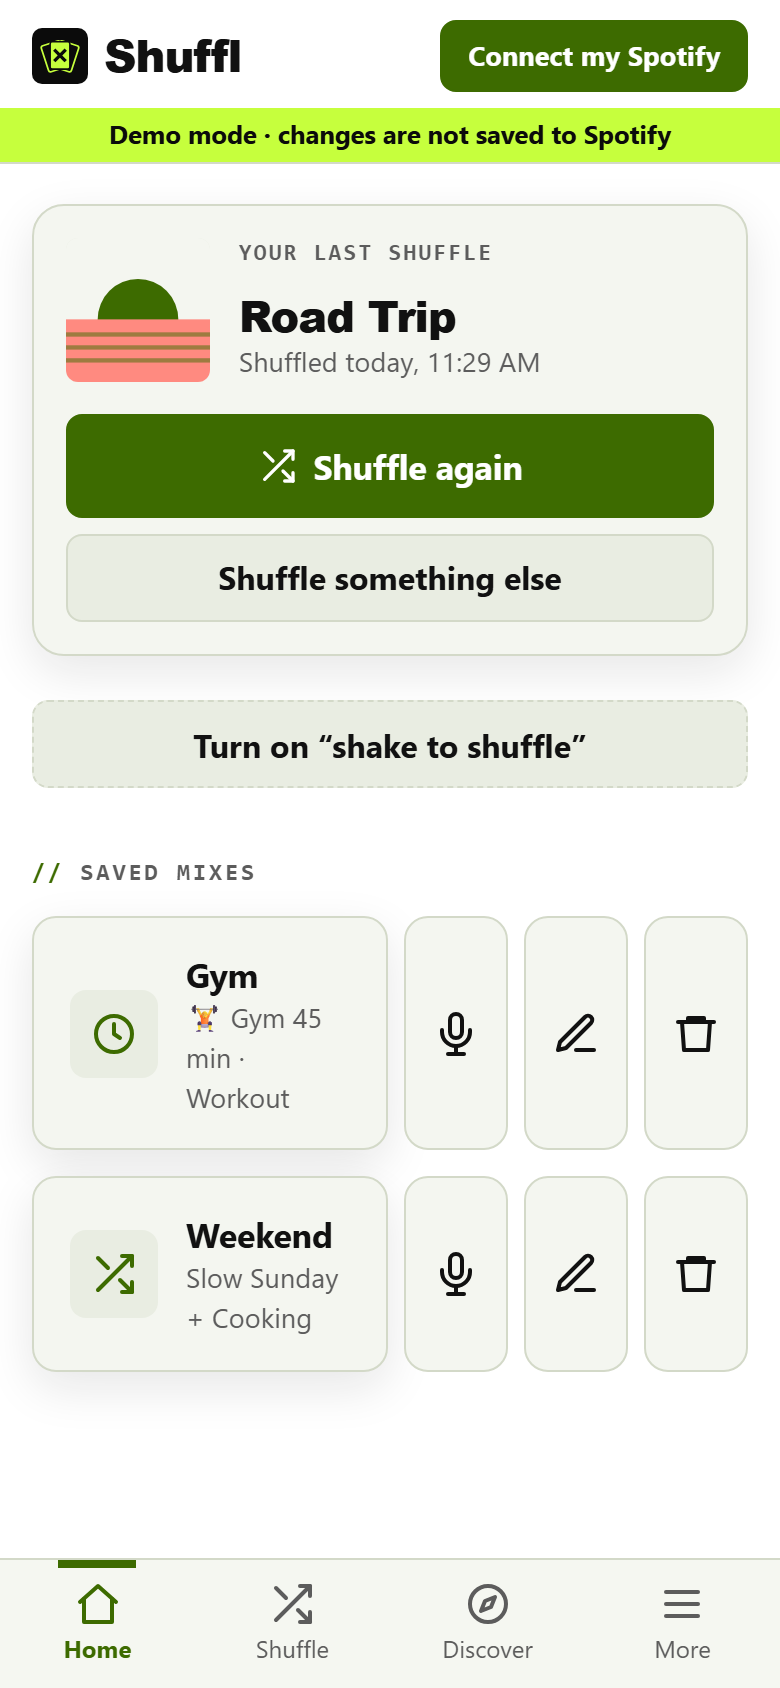 Shuffl
Connect my Spotify
Demo mode · changes are not saved to Spotify
YOUR LAST SHUFFLE
Road Trip
Shuffled today, 11:29 AM
Shuffle again
Shuffle something else
Turn on “shake to shuffle”
// SAVED MIXES
Gym
🏋️ Gym 45
min ·
Workout
Weekend
Slow Sunday
+ Cooking
Home
Shuffle
Discover
More